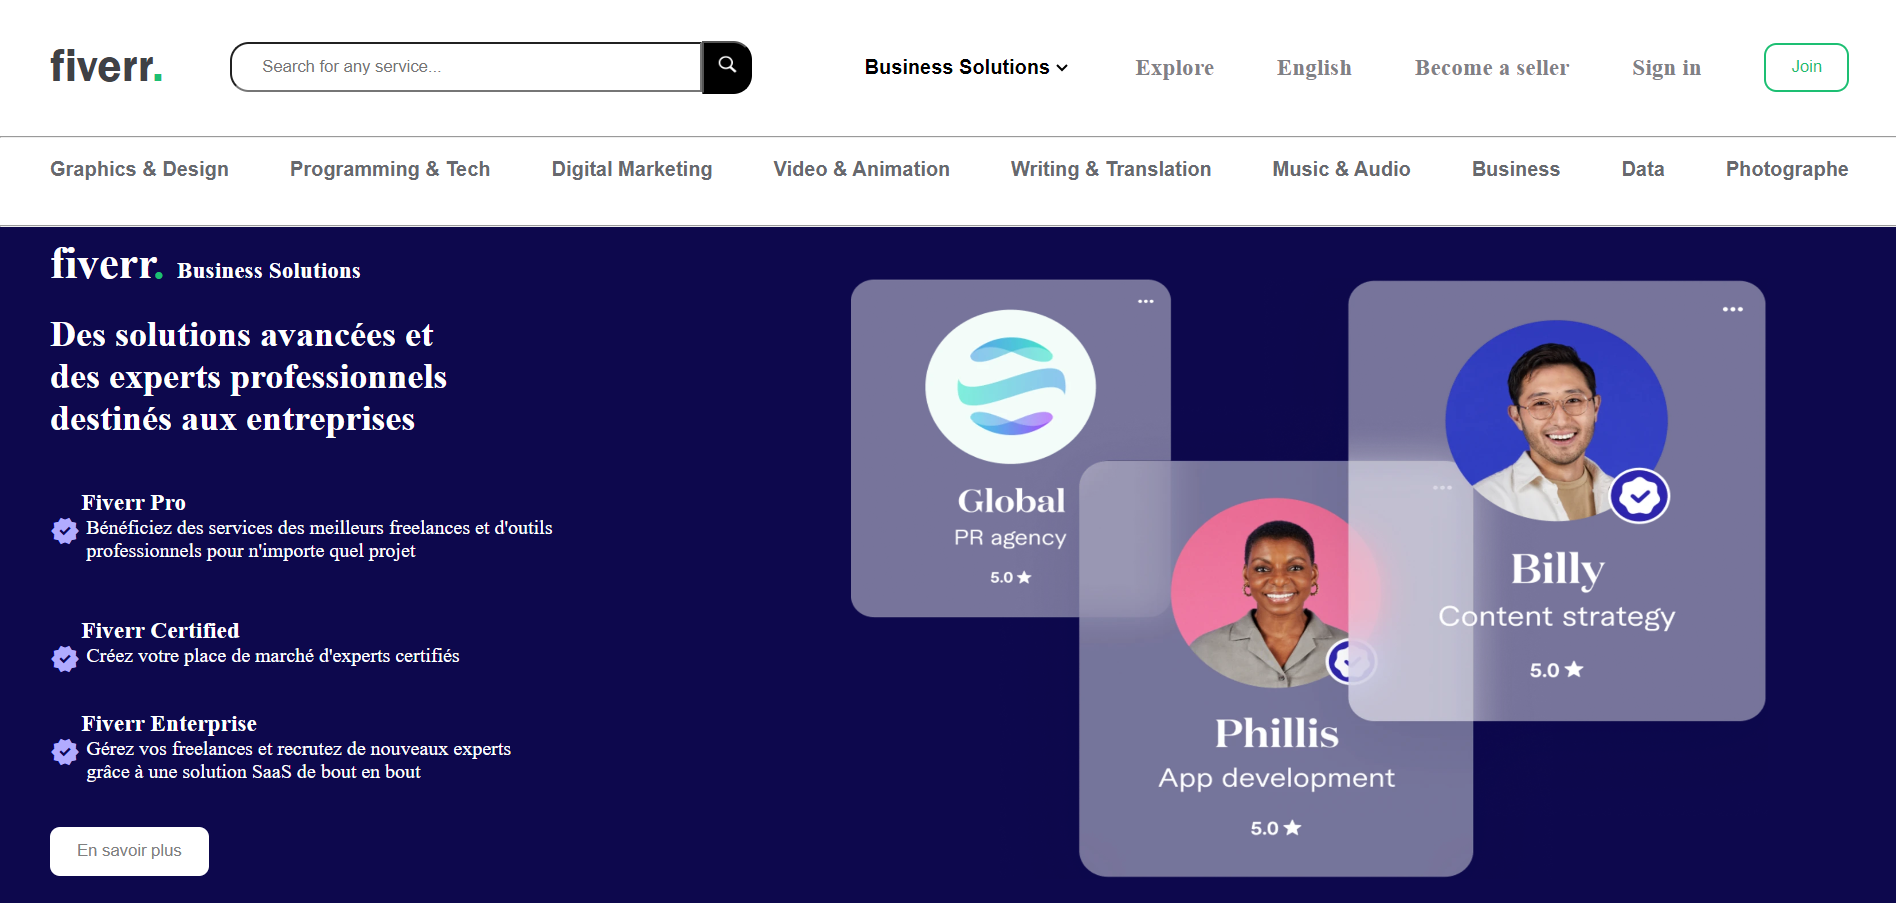 fiverr.
Search for any service...
Business Solutions
Explore
English
Become a seller
Sign in
Join
Graphics & Design
Programming & Tech
Digital Marketing
Video & Animation
Writing & Translation
Music & Audio
Business
Data
Photographe
fiverr. Business Solutions
Des solutions avancées et
des experts professionnels
destinés aux entreprises
Fiverr Pro
Bénéficiez des services des meilleurs freelances et d'outils
professionnels pour n'importe quel projet
Fiverr Certified
Créez votre place de marché d'experts certifiés
Fiverr Enterprise
Gérez vos freelances et recrutez de nouveaux experts
grâce à une solution SaaS de bout en bout
En savoir plus
Global
PR agency
5.0 ★
Phillis
App development
5.0 ★
Billy
Content strategy
5.0 ★